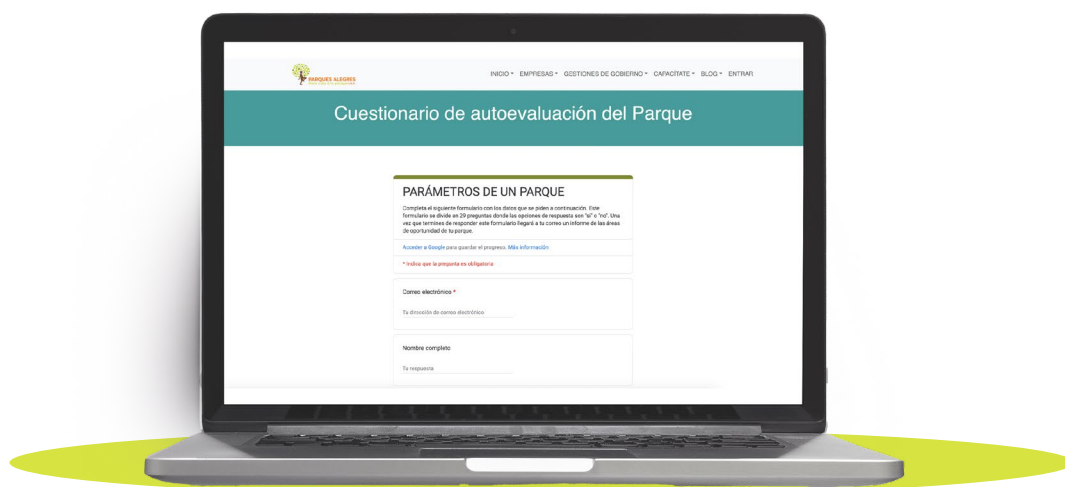 PARQUES ALEGRES
INICIO EMPRESAS GESTIONES DE GOBIERNO CAPACÍTATE BLOG ENTRAR
Cuestionario de autoevaluación del Parque
PARÁMETROS DE UN PARQUE
Completa el siguiente formulario con los datos que se piden a continuación. Este
formulario se divide en 29 preguntas donde las opciones de respuesta son "si" o "no". Una
vez que termines de responder este formulario llegará a tu correo un informe de las áreas
de oportunidad de tu parque.
Acceder a Google para guardar el progreso. Más información
* Indica que la pregunta es obligatoria
Correo electrónico *
Tu dirección de correo electrónico
Nombre completo
Tu respuesta